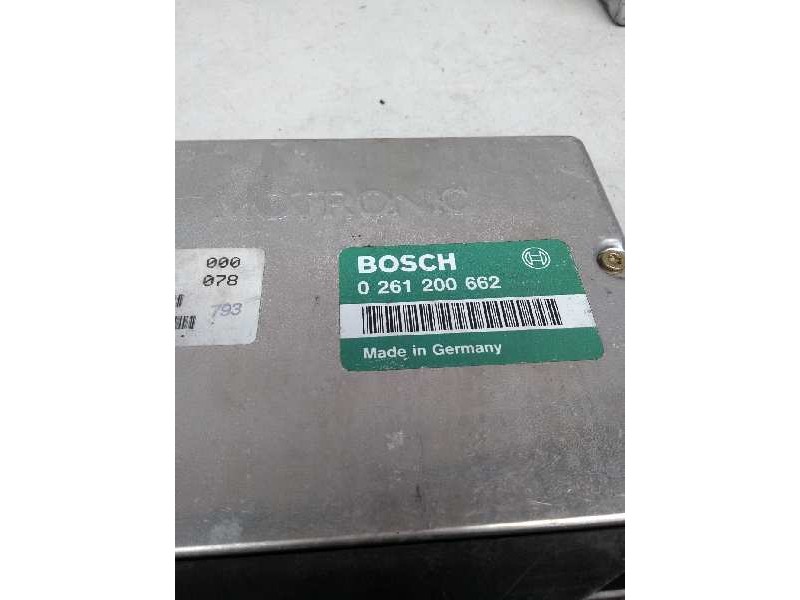 MOTRONIC
000
078
793
BOSCH
0 261 200 662
Made in Germany